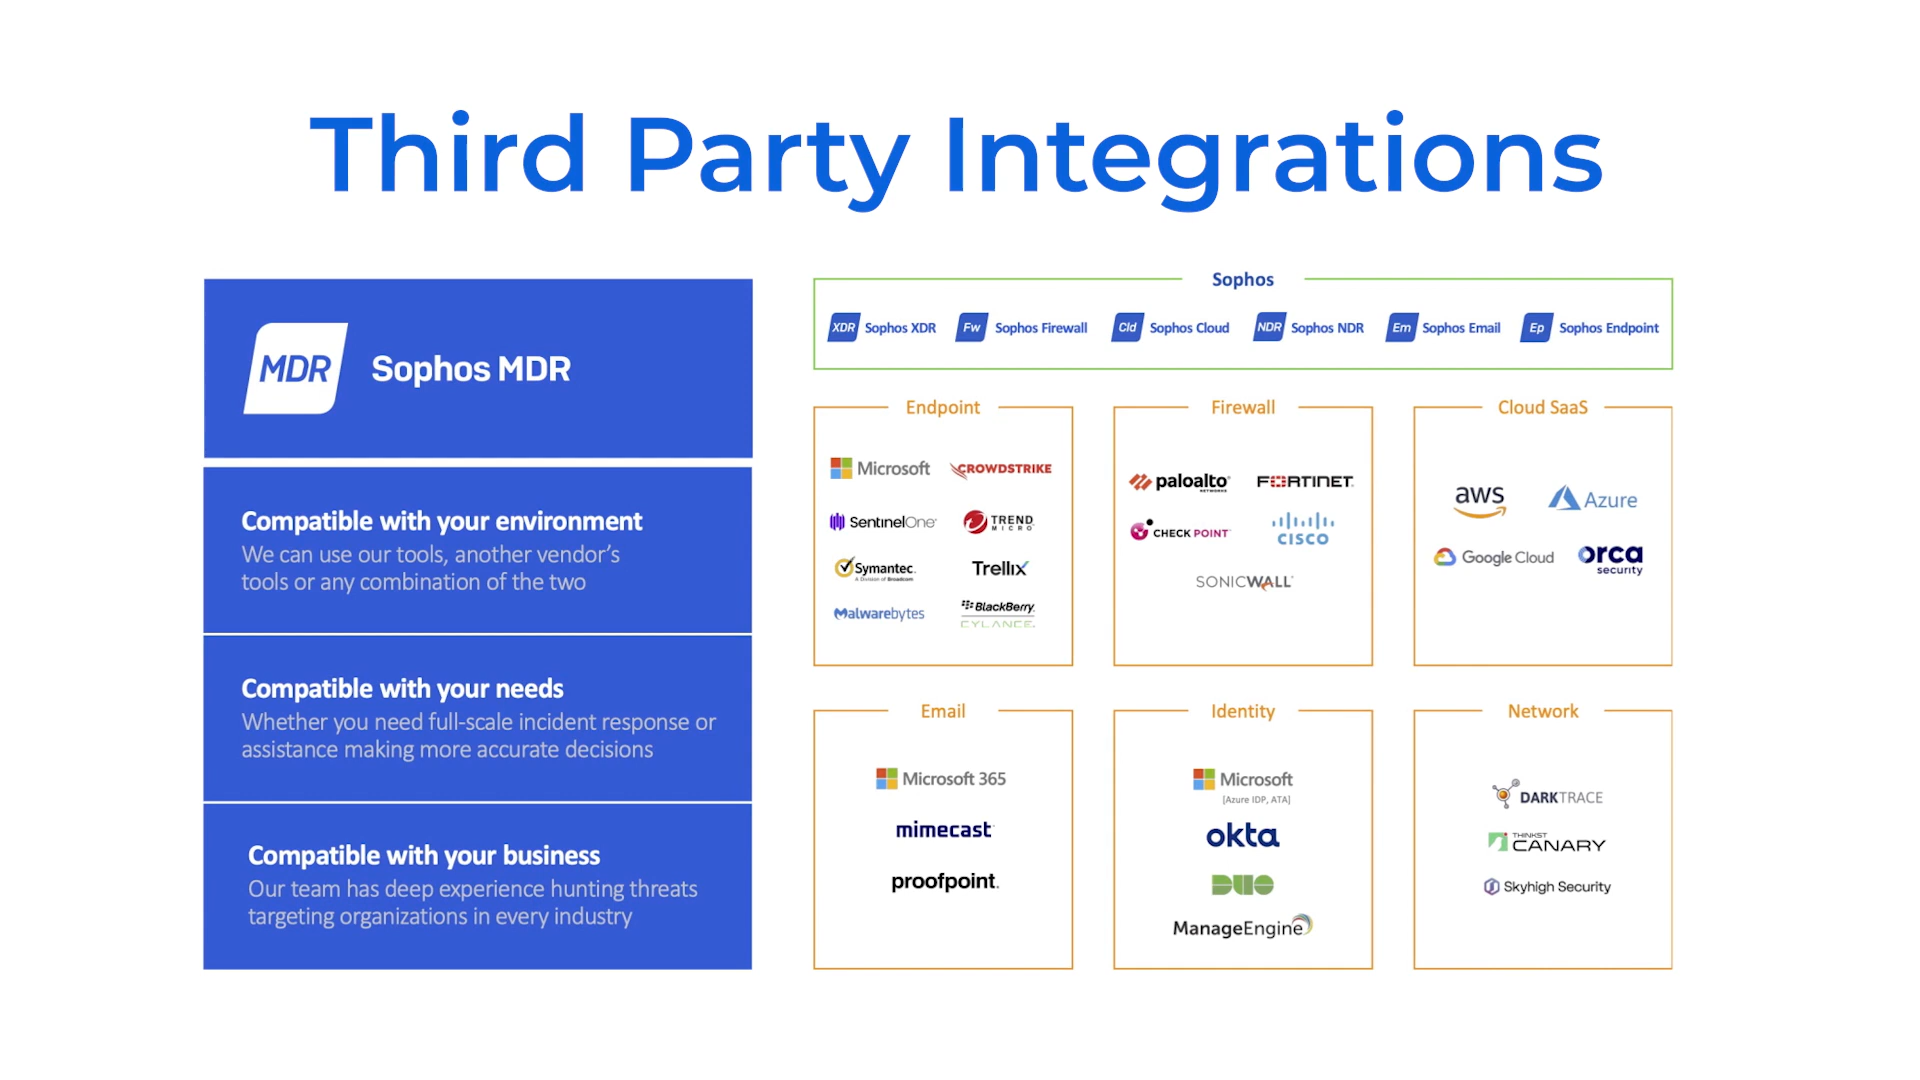 Third Party Integrations
MDR
Sophos MDR
Compatible with your environment
We can use our tools, another vendor's
tools or any combination of the two
Compatible with your needs
Whether you need full-scale incident response or
assistance making more accurate decisions
Compatible with your business
Our team has deep experience hunting threats
targeting organizations in every industry
Sophos
XDR Sophos XDR
Fw Sophos Firewall
Cld Sophos Cloud
NDR Sophos NDR
Em Sophos Email
Ep Sophos Endpoint
Endpoint
Microsoft
CROWDSTRIKE
SentinelOne
TREND
MICRO
Symantec.
A Division of Broadcom
Trellix
Malwarebytes
BlackBerry.
CYLANCE.
Firewall
paloalto
NETWORKS
FORTINET
CHECK POINT
CISCO
SONICWALL
Cloud SaaS
aws
Azure
Google Cloud
orca
security
Email
Microsoft 365
mimecast
proofpoint.
Identity
Microsoft
[Azure IDP, ATA]
okta
DUO
ManageEngine
Network
DARKTRACE
THINKST
CANARY
Skyhigh Security